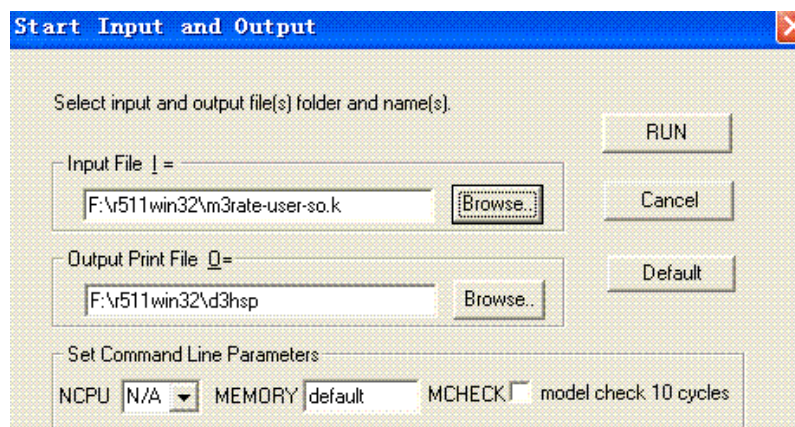 Start Input and Output
Select input and output file(s) folder and name(s).
RUN
Input File I =
F:\r511win32\m3rate-user-so.k
Browse..
Cancel
Output Print File O=
F:\r511win32\d3hsp
Browse..
Default
Set Command Line Parameters
NCPU N/A MEMORY default MCHECK model check 10 cycles